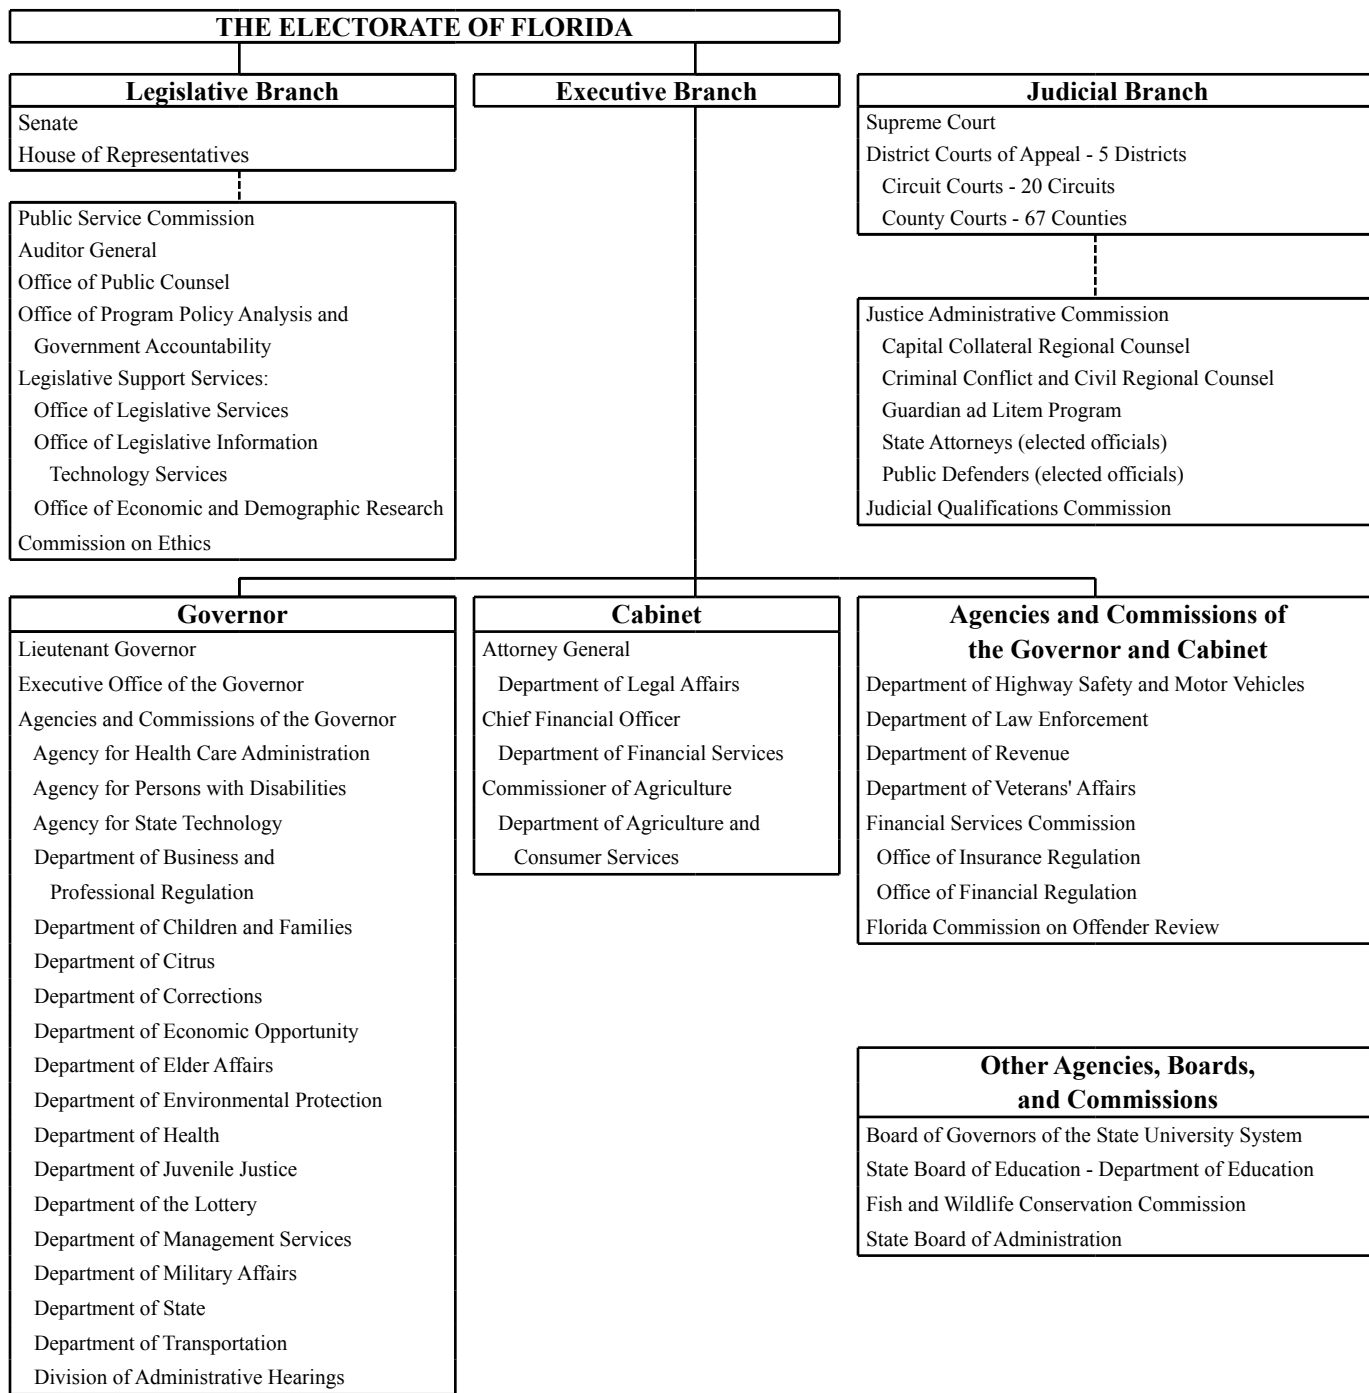 THE ELECTORATE OF FLORIDA
Legislative Branch
Senate
House of Representatives
Public Service Commission
Auditor General
Office of Public Counsel
Office of Program Policy Analysis and
Government Accountability
Legislative Support Services:
Office of Legislative Services
Office of Legislative Information
Technology Services
Office of Economic and Demographic Research
Commission on Ethics
Executive Branch
Judicial Branch
Supreme Court
District Courts of Appeal - 5 Districts
Circuit Courts - 20 Circuits
County Courts - 67 Counties
Justice Administrative Commission
Capital Collateral Regional Counsel
Criminal Conflict and Civil Regional Counsel
Guardian ad Litem Program
State Attorneys (elected officials)
Public Defenders (elected officials)
Judicial Qualifications Commission
Governor
Lieutenant Governor
Executive Office of the Governor
Agencies and Commissions of the Governor
Agency for Health Care Administration
Agency for Persons with Disabilities
Agency for State Technology
Department of Business and
Professional Regulation
Department of Children and Families
Department of Citrus
Department of Corrections
Department of Economic Opportunity
Department of Elder Affairs
Department of Environmental Protection
Department of Health
Department of Juvenile Justice
Department of the Lottery
Department of Management Services
Department of Military Affairs
Department of State
Department of Transportation
Division of Administrative Hearings
Cabinet
Attorney General
Department of Legal Affairs
Chief Financial Officer
Department of Financial Services
Commissioner of Agriculture
Department of Agriculture and
Consumer Services
Agencies and Commissions of
the Governor and Cabinet
Department of Highway Safety and Motor Vehicles
Department of Law Enforcement
Department of Revenue
Department of Veterans' Affairs
Financial Services Commission
Office of Insurance Regulation
Office of Financial Regulation
Florida Commission on Offender Review
Other Agencies, Boards,
and Commissions
Board of Governors of the State University System
State Board of Education - Department of Education
Fish and Wildlife Conservation Commission
State Board of Administration